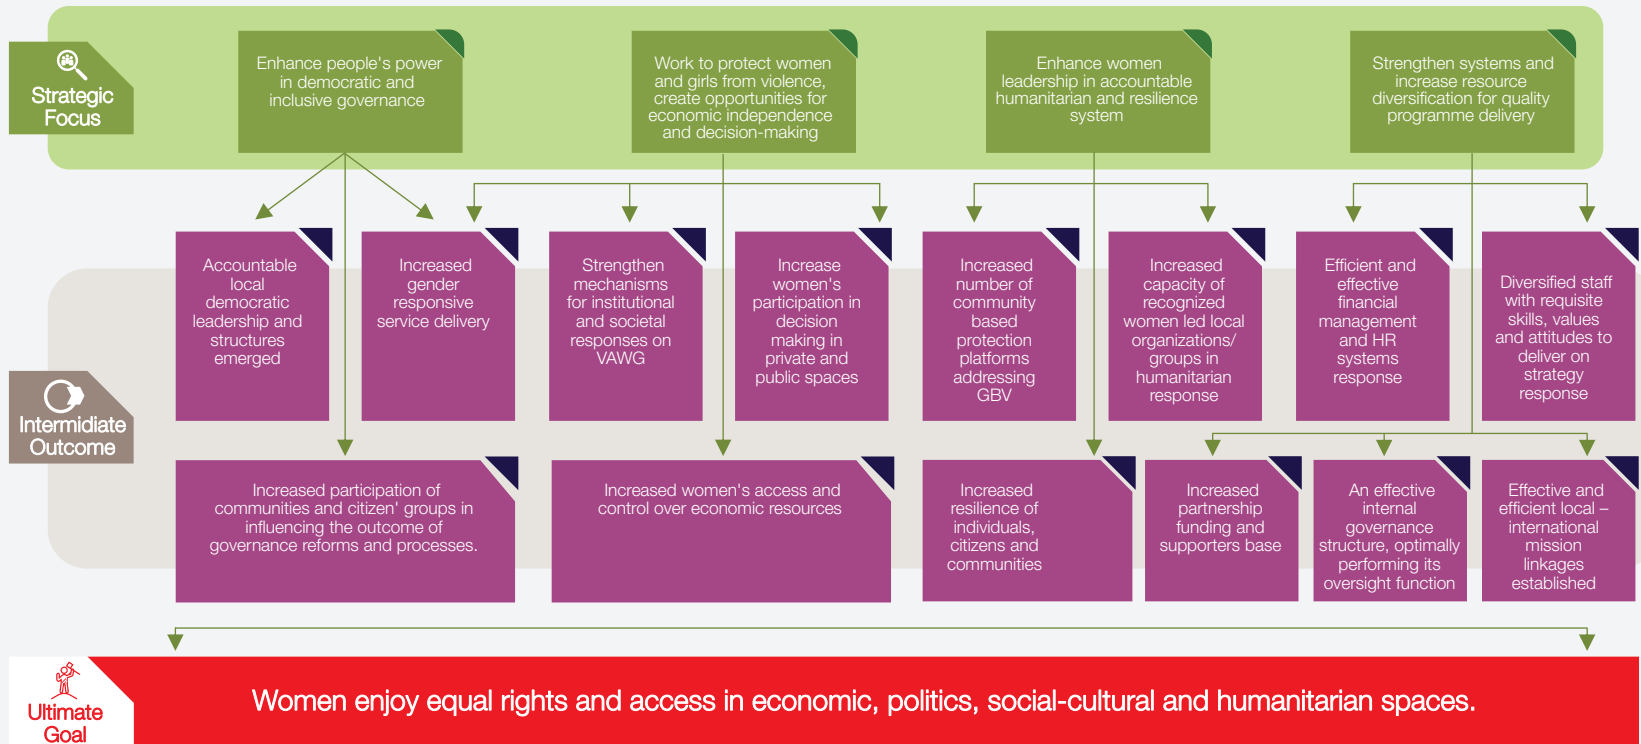 Strategic
Focus
Enhance people's power
in democratic and
inclusive governance
Work to protect women
and girls from violence,
create opportunities for
economic independence
and decision-making
Enhance women
leadership in accountable
humanitarian and resilience
system
Strengthen systems and
increase resource
diversification for quality
programme delivery
Intermidiate
Outcome
Accountable
local
democratic
leadership and
structures
emerged
Increased
gender
responsive
service delivery
Strengthen
mechanisms
for institutional
and societal
responses on
VAWG
Increase
women's
participation in
decision
making in
private and
public spaces
Increased
number of
community
based
protection
platforms
addressing
GBV
Increased
capacity of
recognized
women led local
organizations/
groups in
humanitarian
response
Efficient and
effective
financial
management
and HR
systems
response
Diversified staff
with requisite
skills, values
and attitudes to
deliver on
strategy
response
Increased participation of
communities and citizen' groups in
influencing the outcome of
governance reforms and processes.
Increased women's access and
control over economic resources
Increased
resilience of
individuals,
citizens and
communities
Increased
partnership
funding and
supporters base
An effective
internal
governance
structure, optimally
performing its
oversight function
Effective and
efficient local –
international
mission
linkages
established
Ultimate
Goal
Women enjoy equal rights and access in economic, politics, social-cultural and humanitarian spaces.